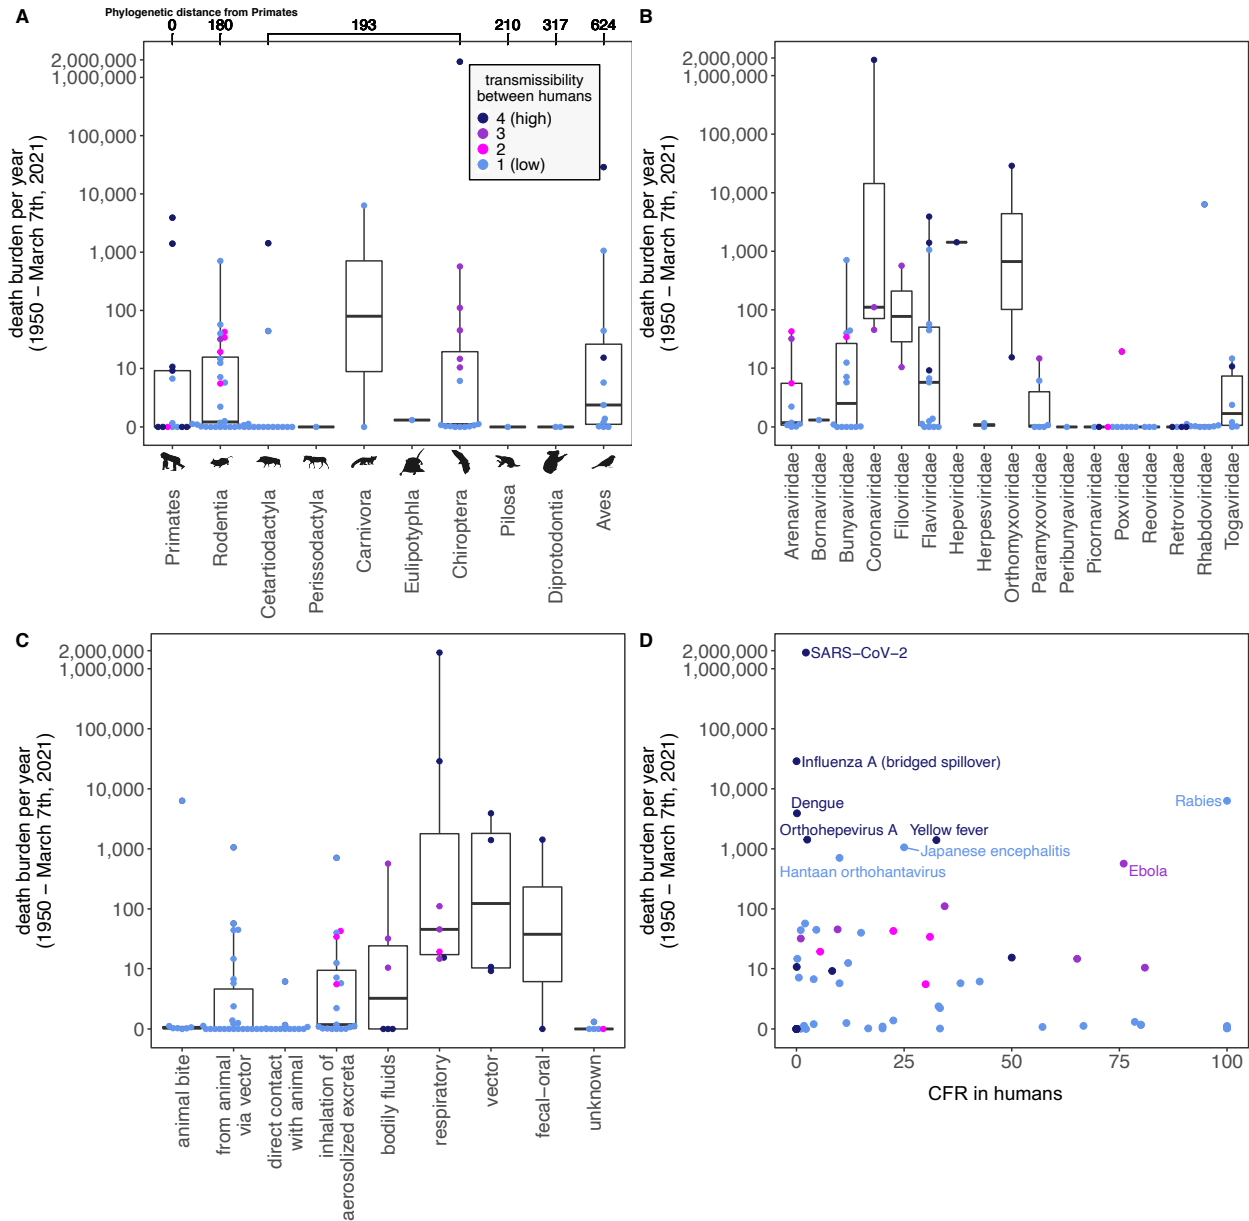 A
Phylogenetic distance from Primates
0
180
193
210
317
624
2,000,000
1,000,000
100,000
10,000
1,000
100
10
0
death burden per year
(1950 − March 7th, 2021)
transmissibility
between humans
4 (high)
3
2
1 (low)
Primates
Rodentia
Cetartiodactyla
Perissodactyla
Carnivora
Eulipotyphla
Chiroptera
Pilosa
Diprotodontia
Aves
B
2,000,000
1,000,000
100,000
10,000
1,000
100
10
0
death burden per year
(1950 − March 7th, 2021)
Arenaviridae
Bornaviridae
Bunyaviridae
Coronaviridae
Filoviridae
Flaviviridae
Hepeviridae
Herpesviridae
Orthomyxoviridae
Paramyxoviridae
Peribunyaviridae
Picornaviridae
Poxviridae
Reoviridae
Retroviridae
Rhabdoviridae
Togaviridae
C
2,000,000
1,000,000
100,000
10,000
1,000
100
10
0
death burden per year
(1950 − March 7th, 2021)
animal bite
from animal
via vector
direct contact
with animal
inhalation of
aerosolized excreta
bodily fluids
respiratory
vector
fecal−oral
unknown
D
2,000,000
1,000,000
100,000
10,000
1,000
100
10
0
death burden per year
(1950 − March 7th, 2021)
SARS−CoV−2
Influenza A (bridged spillover)
Rabies
Dengue
Orthohepevirus A
Yellow fever
Japanese encephalitis
Hantaan orthohantavirus
Ebola
0
25
50
75
100
CFR in humans